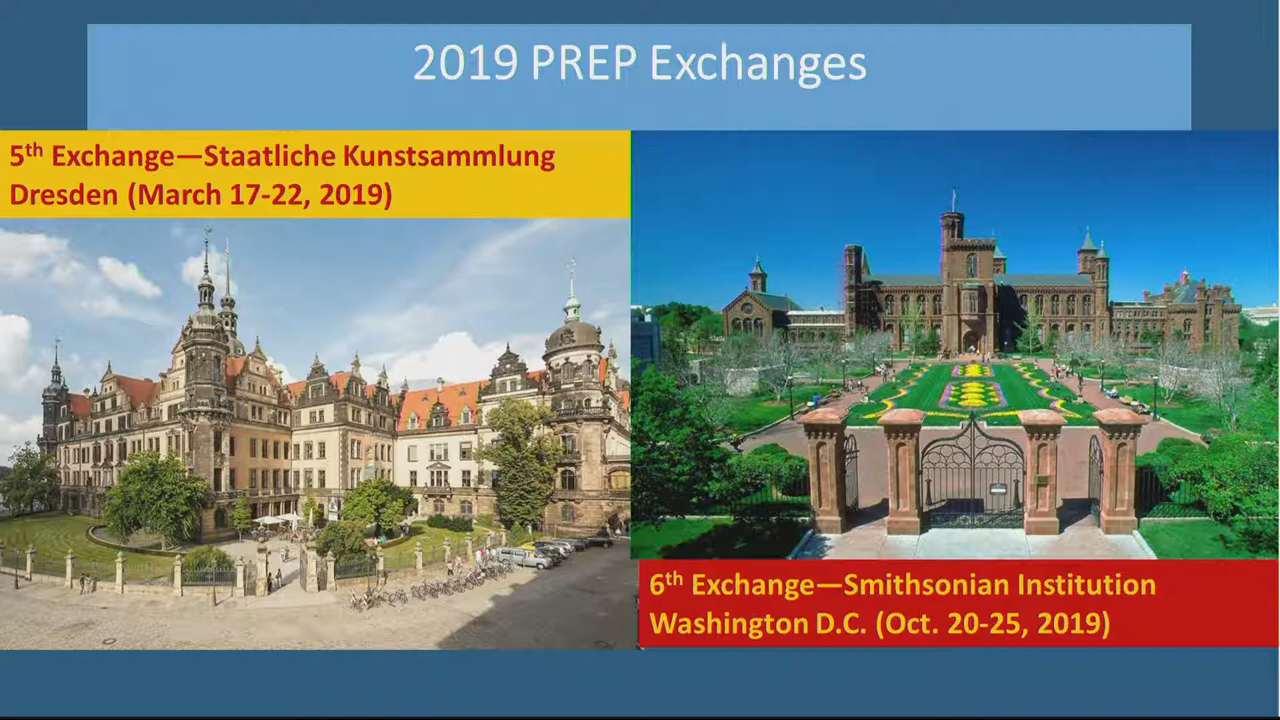 2019 PREP Exchanges
5th Exchange—Staatliche Kunstsammlung
Dresden (March 17-22, 2019)
6th Exchange—Smithsonian Institution
Washington D.C. (Oct. 20-25, 2019)